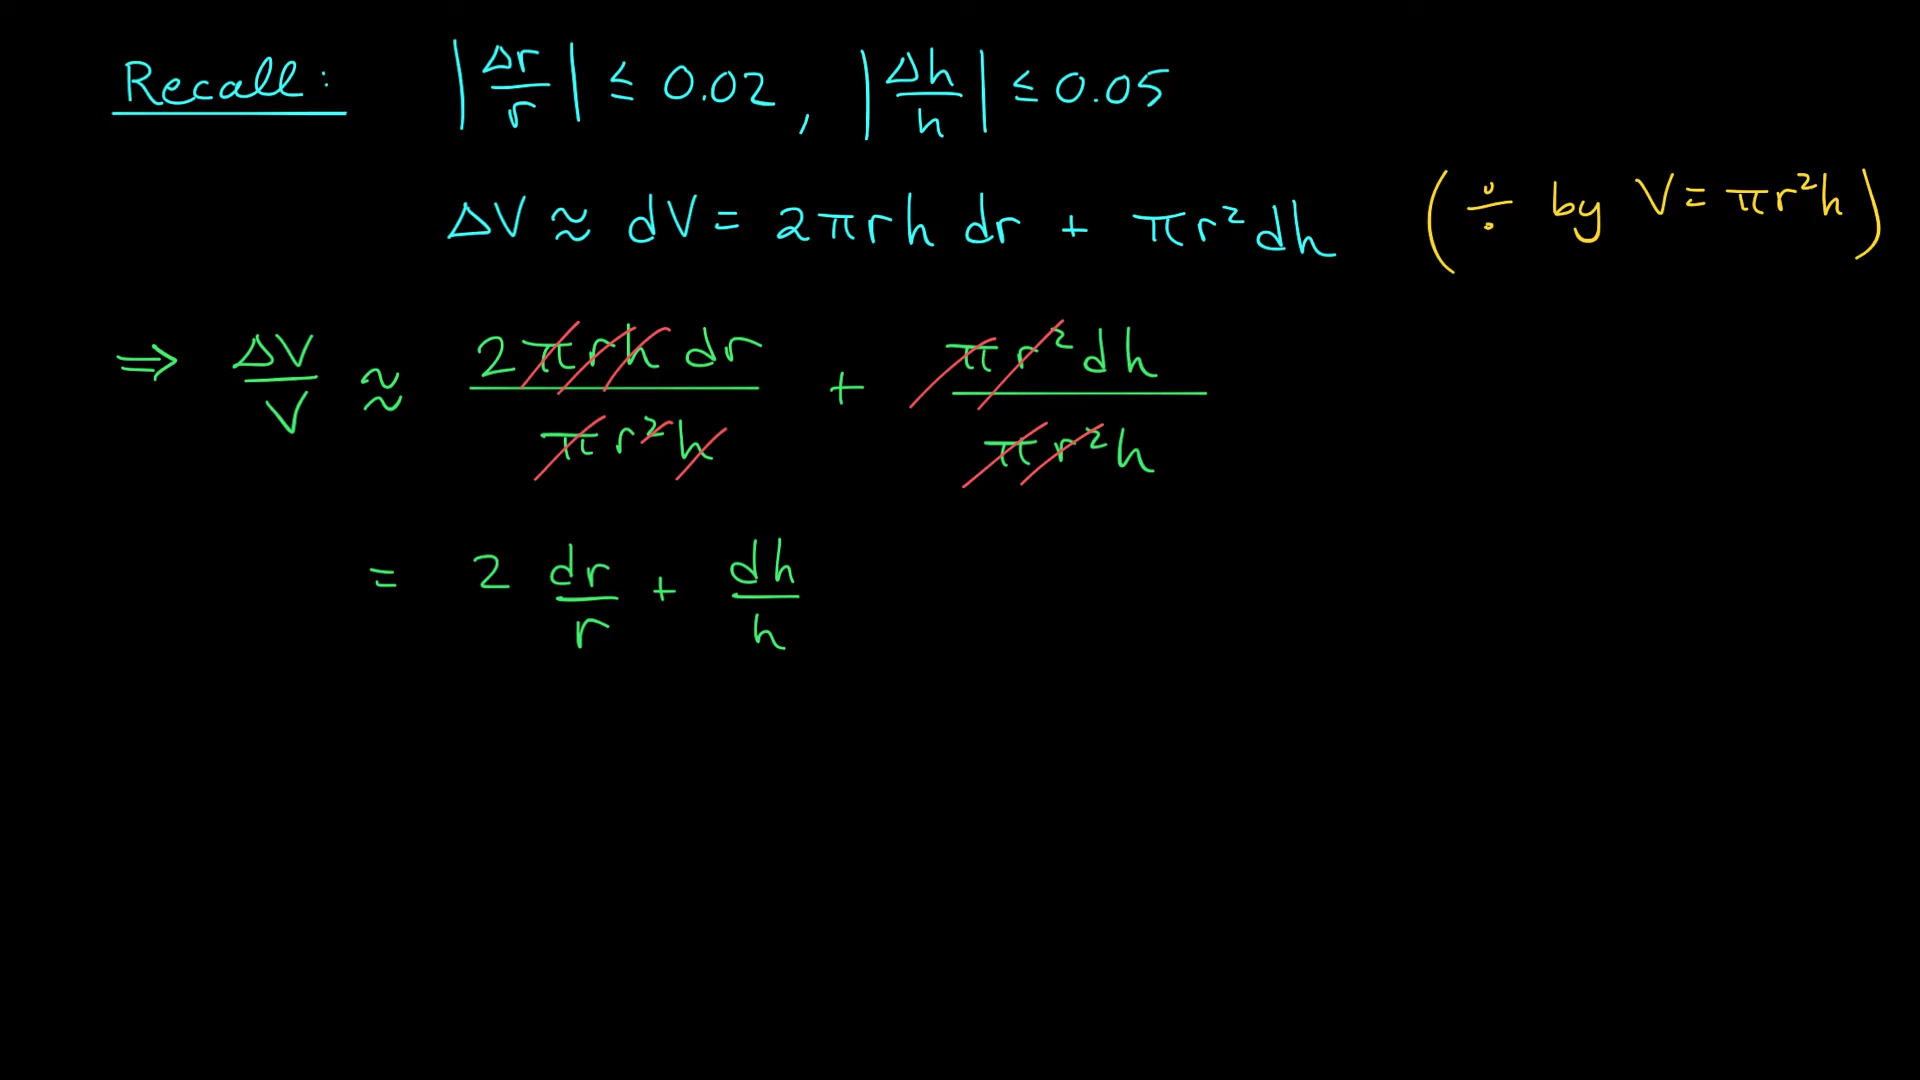 Recall: |Δr/r| ≤ 0.02, |Δh/h| ≤ 0.05
ΔV ≈ dV = 2πrh dr + πr²dh (÷ by V = πr²h)
⇒ ΔV/V ≈ 2πrh dr/πr²h + πr²dh/πr²h
= 2 dr/r + dh/h